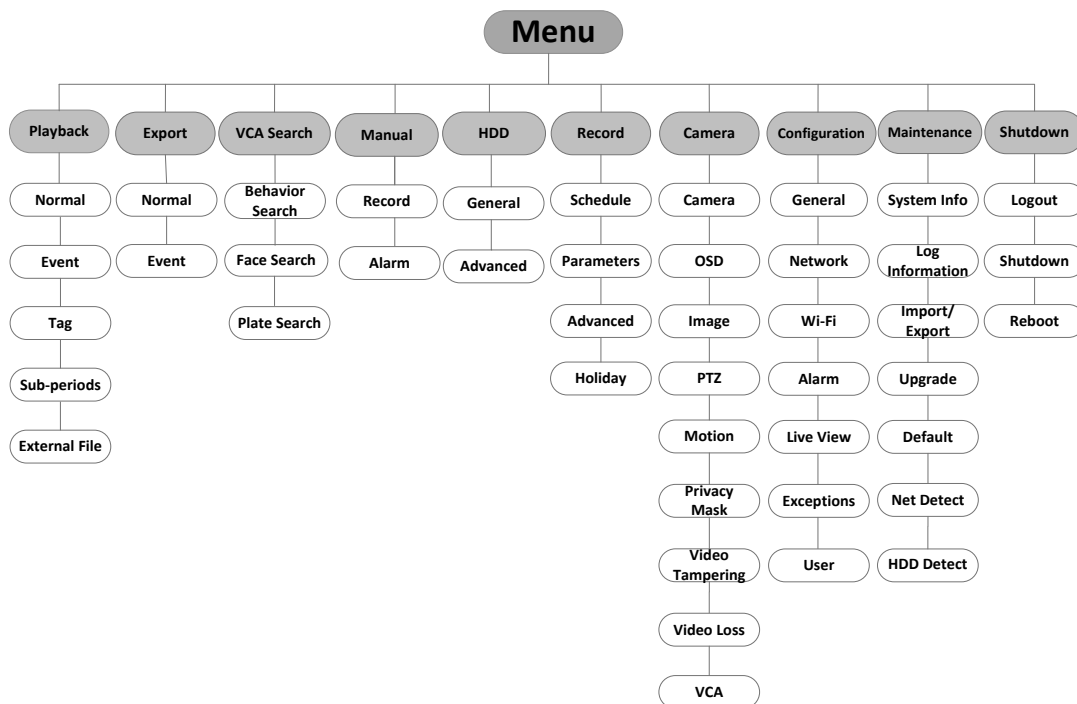 Menu
Playback
Export
VCA Search
Manual
HDD
Record
Camera
Configuration
Maintenance
Shutdown
Normal
Event
Tag
Sub-periods
External File
Normal
Event
Behavior
Search
Face Search
Plate Search
Record
Alarm
General
Advanced
Schedule
Parameters
Advanced
Holiday
Camera
OSD
Image
PTZ
Motion
Privacy
Mask
Video
Tampering
Video Loss
VCA
General
Network
Wi-Fi
Alarm
Live View
Exceptions
User
System Info
Log
Information
Import/
Export
Upgrade
Default
Net Detect
HDD Detect
Logout
Shutdown
Reboot